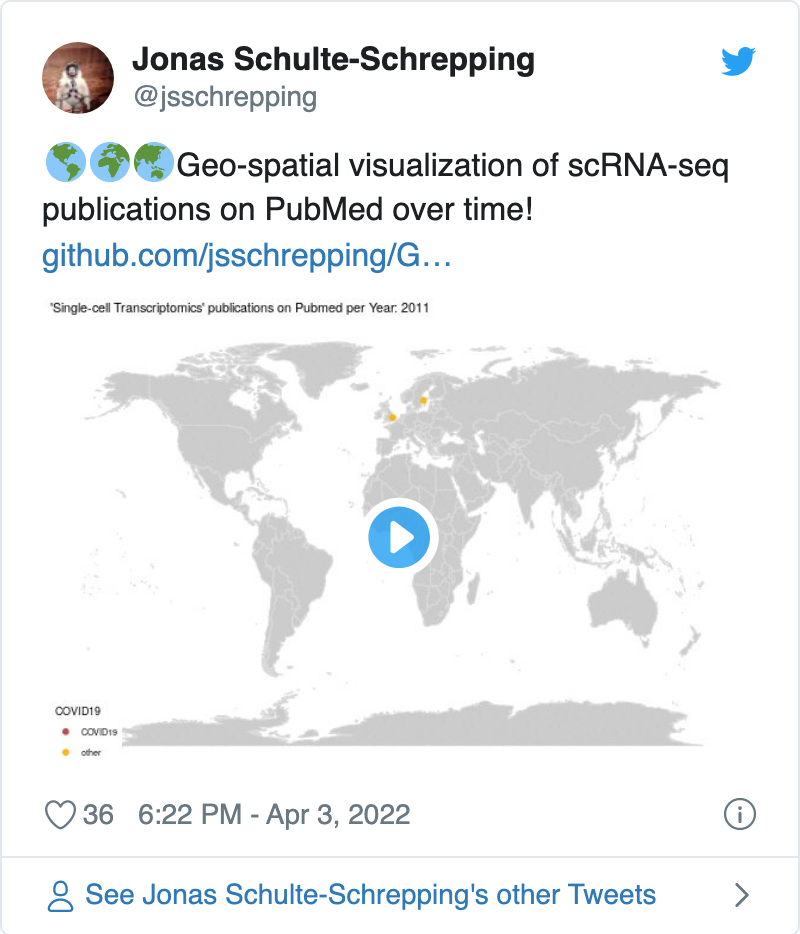 Jonas Schulte-Schrepping
@jsschrepping
🌎🌍🌏Geo-spatial visualization of scRNA-seq
publications on PubMed over time!
github.com/jsschrepping/G…
'Single-cell Transcriptomics' publications on Pubmed per Year: 2011
COVID19
COVID19
other
36 6:22 PM - Apr 3, 2022
See Jonas Schulte-Schrepping's other Tweets